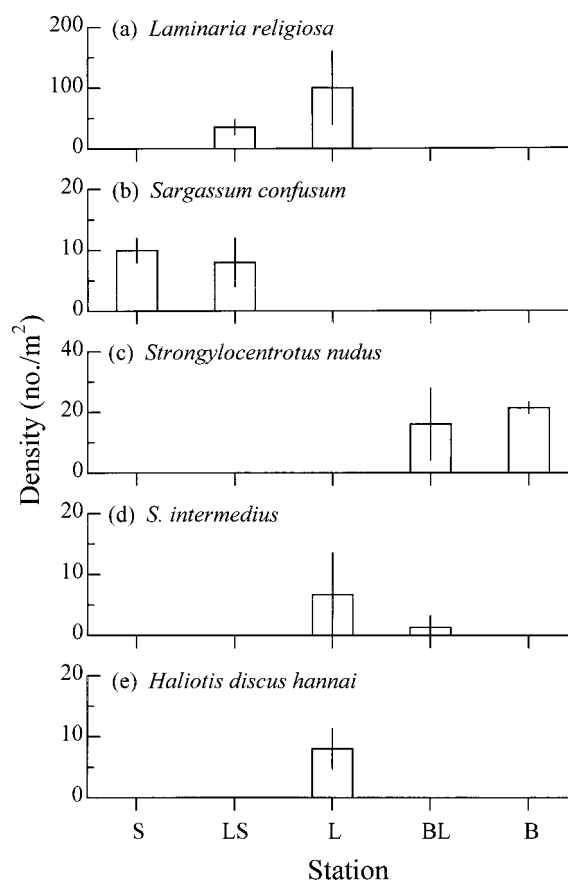 (a) Laminaria religiosa
200
100
0
(b) Sargassum confusum
20
10
0
(c) Strongylocentrotus nudus
40
20
0
(d) S. intermedius
20
10
0
(e) Haliotis discus hannai
20
10
0
Density (no./m²)
S LS L BL B
Station